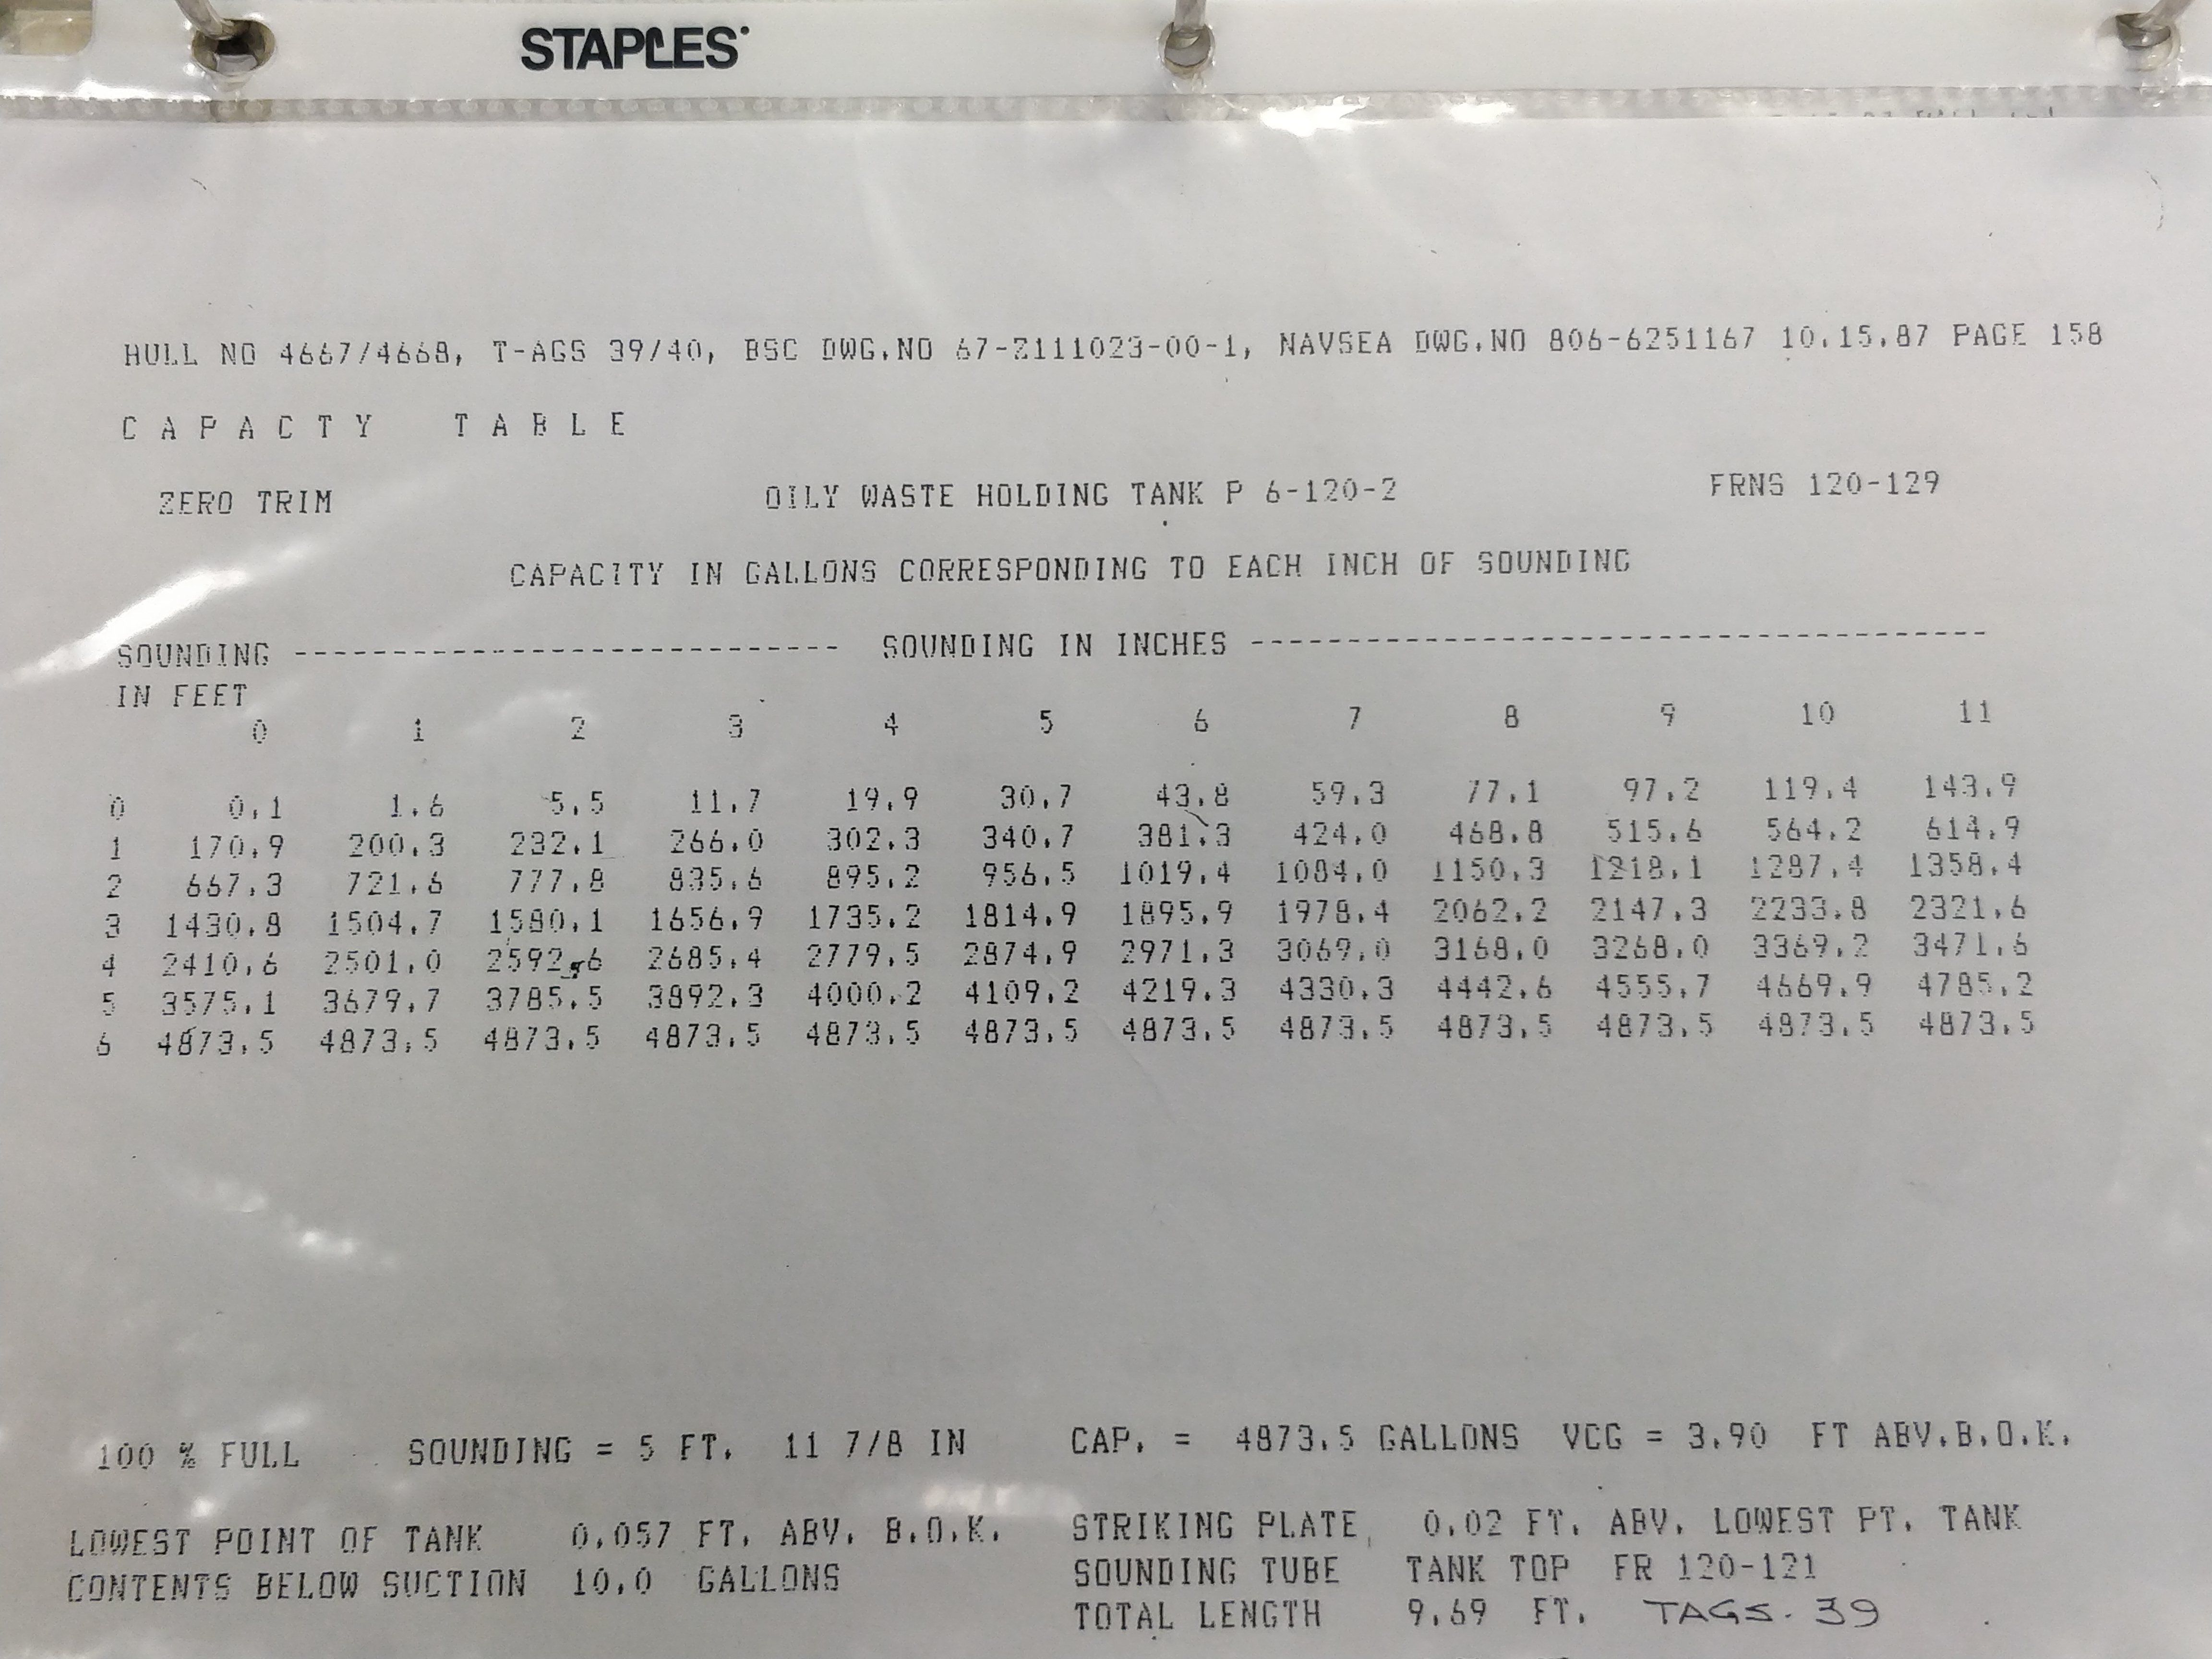 STAPLES
HULL NO 4667/4668, T-AGS 39/40, BSC DWG.NO 67-2111023-00-1, NAVSEA DWG.NO 806-6251167 10.15.87 PAGE 158
C A P A C T Y   T A B L E
ZERO TRIM   OILY WASTE HOLDING TANK P 6-120-2   FRNS 120-129
CAPACITY IN GALLONS CORRESPONDING TO EACH INCH OF SOUNDING
SOUNDING ---------------------------------- SOUNDING IN INCHES ----------------------------------------------
IN FEET
0 1 2 3 4 5 6 7 8 9 10 11
0 0.1 1.6 5.5 11.7 19.9 30.7 43.8 59.3 77.1 97.2 119.4 143.9
1 170.9 200.3 232.1 266.0 302.3 340.7 381.3 424.0 468.8 515.6 564.2 614.9
2 667.3 721.6 777.8 835.6 895.2 956.5 1019.4 1084.0 1150.3 1218.1 1287.4 1358.4
3 1430.8 1504.7 1580.1 1656.9 1735.2 1814.9 1895.9 1978.4 2062.2 2147.3 2233.8 2321.6
4 2410.6 2501.0 2592.6 2685.4 2779.5 2874.9 2971.3 3069.0 3168.0 3268.0 3369.2 3471.6
5 3575.1 3679.7 3785.5 3892.3 4000.2 4109.2 4219.3 4330.3 4442.6 4555.7 4669.9 4785.2
6 4873.5 4873.5 4873.5 4873.5 4873.5 4873.5 4873.5 4873.5 4873.5 4873.5 4873.5 4873.5
100 % FULL   SOUNDING = 5 FT. 11 7/8 IN   CAP. = 4873.5 GALLONS VCG = 3.90 FT ABV.B.O.K.
LOWEST POINT OF TANK 0.057 FT. ABV. B.O.K.   STRIKING PLATE 0.02 FT. ABV. LOWEST PT. TANK
CONTENTS BELOW SUCTION 10.0 GALLONS   SOUNDING TUBE TANK TOP FR 120-121
TOTAL LENGTH 9.69 FT. TAGS. 39